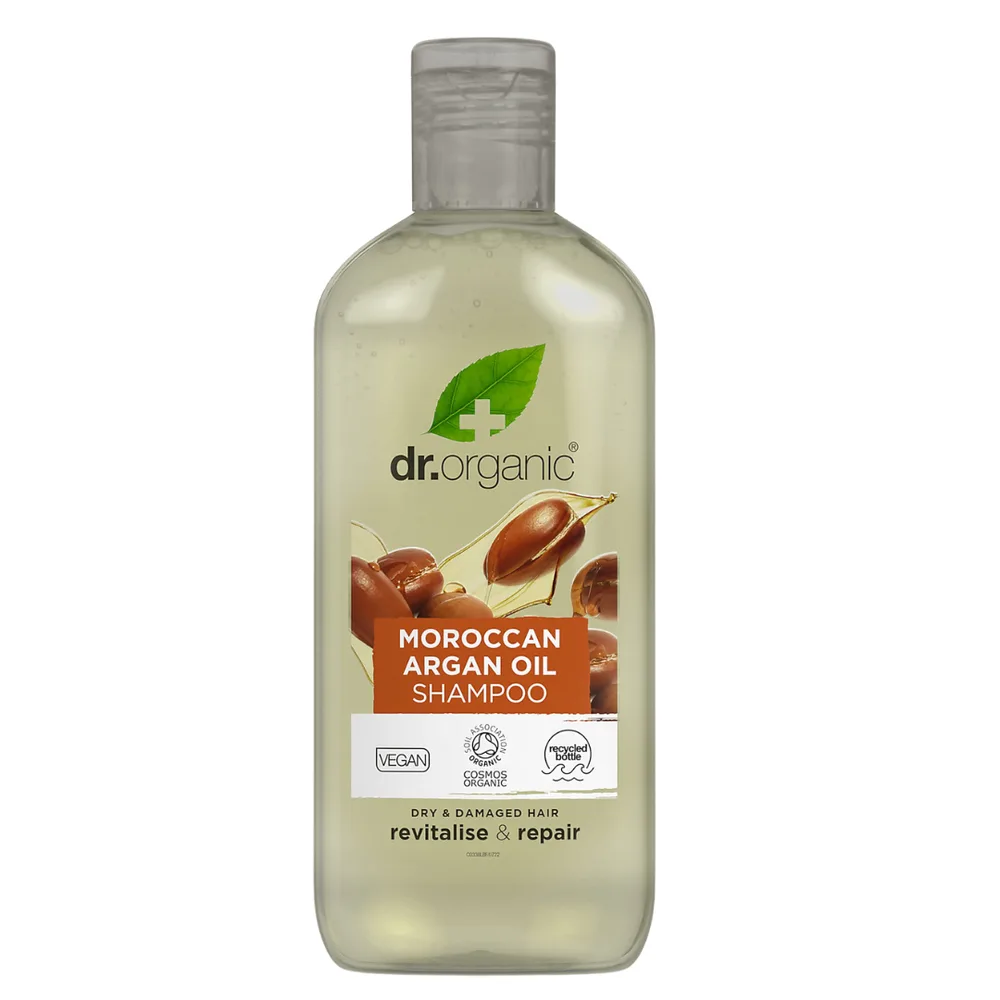 dr.organic®
MOROCCAN
ARGAN OIL
SHAMPOO
VEGAN
SOIL ASSOCIATION
ORGANIC
COSMOS
ORGANIC
recycled
bottle
DRY & DAMAGED HAIR
revitalise & repair